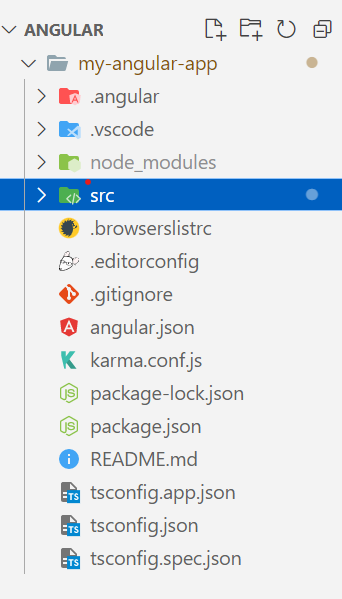 ANGULAR
my-angular-app
.angular
.vscode
node_modules
src
.browserslistrc
.editorconfig
.gitignore
angular.json
karma.conf.js
package-lock.json
package.json
README.md
tsconfig.app.json
tsconfig.json
tsconfig.spec.json